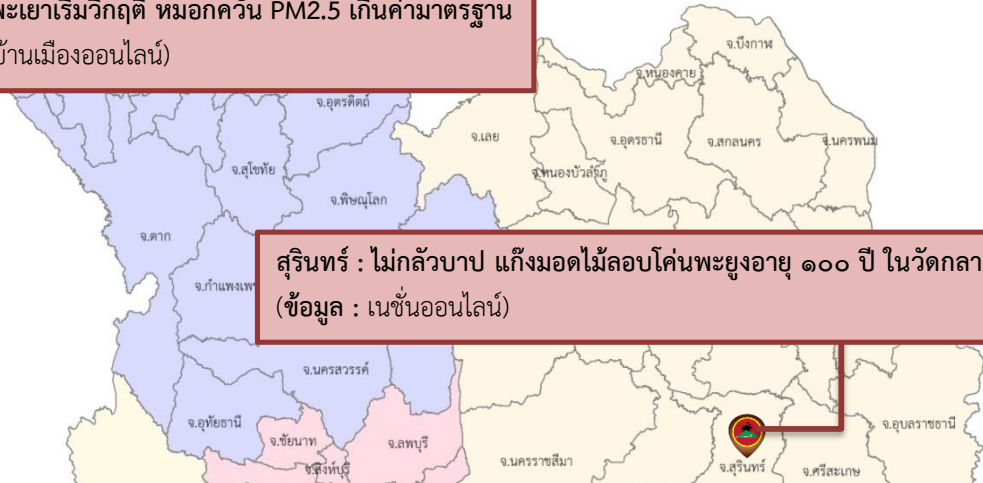 พะเยาเริ่มวิกฤติ หมอกควัน PM2.5 เกินค่ามาตรฐาน
บ้านเมืองออนไลน์)
จ.บึงกาฬ
จ.หนองคาย
จ.อุตรดิตถ์
จ.เลย
จ.อุดรธานี
จ.สกลนคร
จ.นครพนม
จ.สุโขทัย
จ.หนองบัวลำภู
จ.พิษณุโลก
จ.ตาก
สุรินทร์ : ไม่กลัวบาป แก๊งมอดไม้ลอบโค่นพะยูงอายุ ๑๐๐ ปี ในวัดกลา
จ.กำแพงเพ
(ข้อมูล : เนชั่นออนไลน์)
จ.นครสวรรค์
จ.อุทัยธานี
จ.ชัยนาท
จ.ลพบุรี
จ.อุบลราชธานี
จ.สิงห์บุรี
จ.นครราชสีมา
จ.สุรินทร์
จ.ศรีสะเกษ